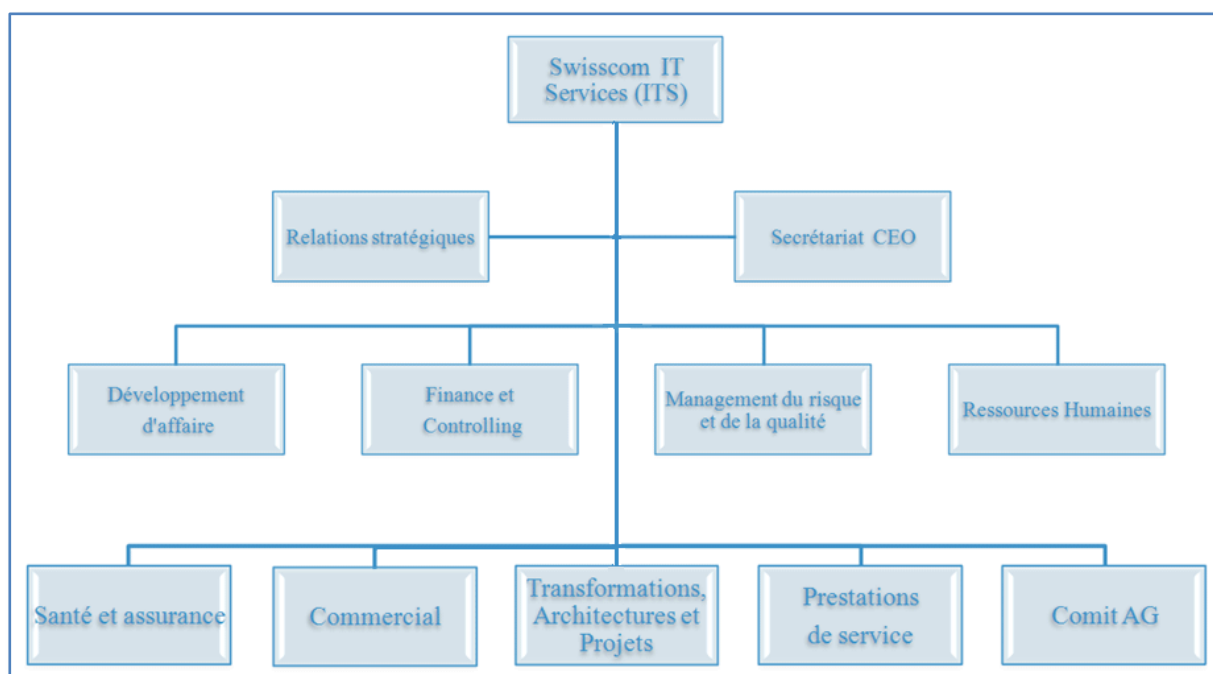 Swisscom IT
Services (ITS)
Relations stratégiques
Secrétariat CEO
Développement
d'affaire
Finance et
Controlling
Management du risque
et de la qualité
Ressources Humaines
Santé et assurance
Commercial
Transformations,
Architectures et
Projets
Prestations
de service
Comit AG